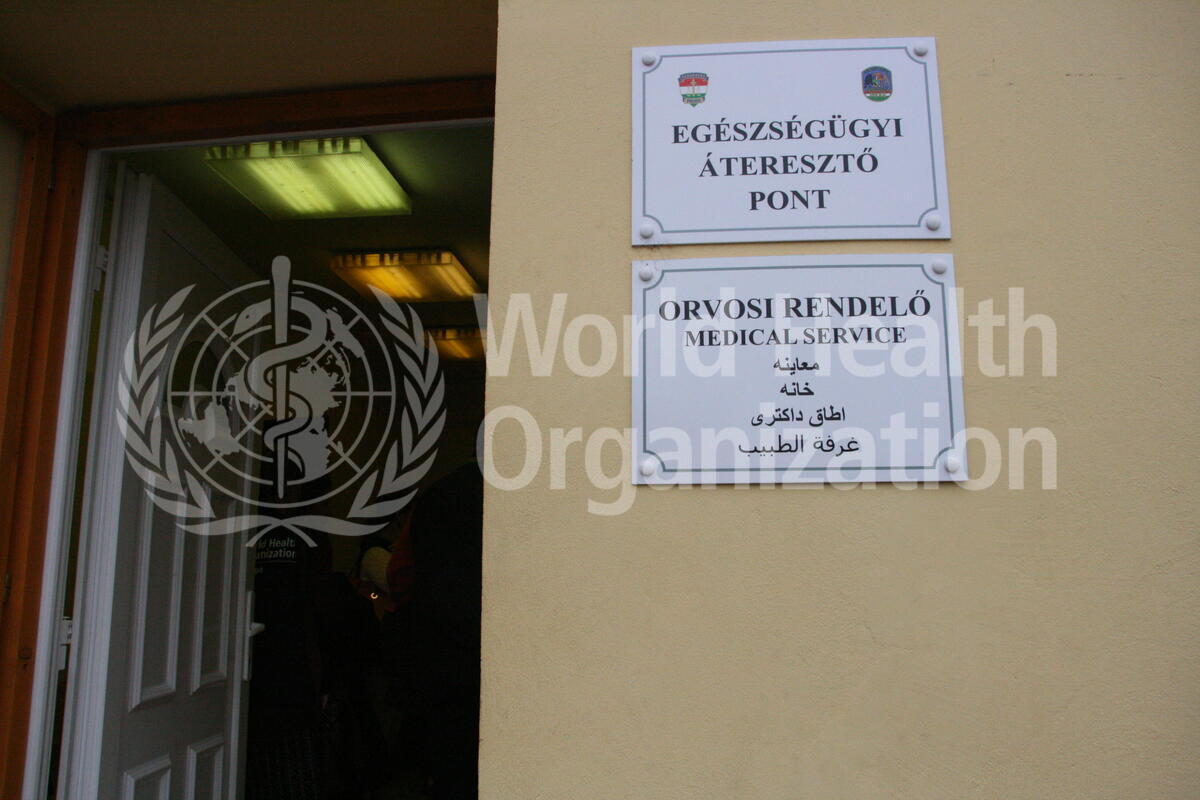 EGÉSZSÉGÜGYI
ÁTERESZTŐ
PONT
ORVOSI RENDELŐ
MEDICAL SERVICE
معاینه
خانه
اطاق داکتری
غرفة الطبيب
World Health
Organization